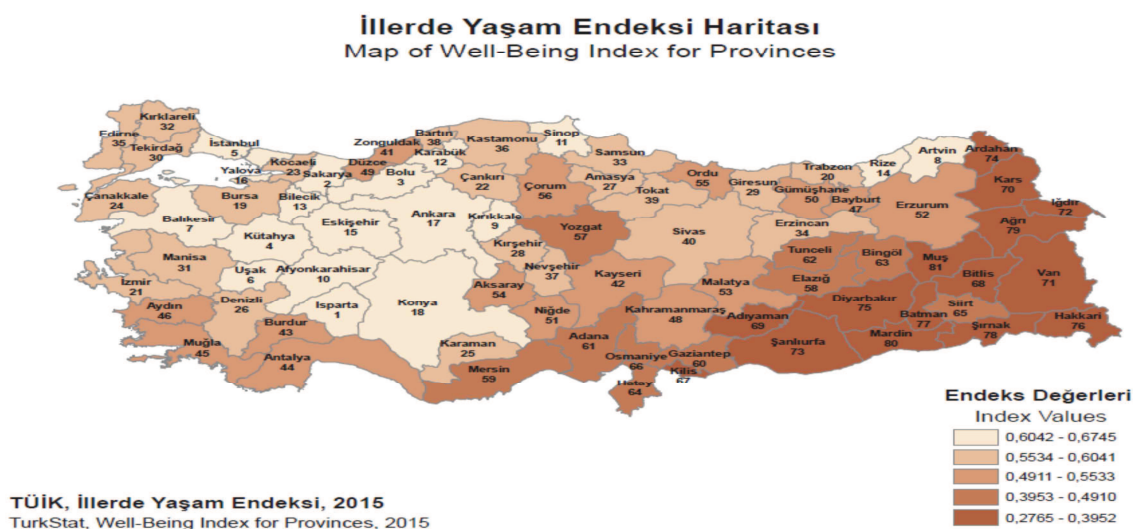 İllerde Yaşam Endeksi Haritası
Map of Well-Being Index for Provinces
Kırklareli
32
Edirne
35
Tekirdağ
30
İstanbul
5
Yalova
16
Kocaeli
23
Sakarya
2
Düzce
49
Zonguldak
41
Bartın
38
Karabük
12
Bolu
3
Kastamonu
36
Sinop
11
Samsun
33
Çankırı
22
Çorum
56
Amasya
27
Tokat
39
Ordu
55
Giresun
29
Trabzon
20
Gümüşhane
50
Bayburt
47
Rize
14
Artvin
8
Ardahan
74
Kars
70
Iğdır
72
Ağrı
79
Erzurum
52
Erzincan
34
Çanakkale
24
Balıkesir
7
Bursa
19
Bilecik
13
Kütahya
4
Eskişehir
15
Ankara
17
Kırıkkale
9
Kırşehir
28
Yozgat
57
Sivas
40
Tunceli
62
Bingöl
63
Muş
81
Bitlis
68
Van
71
Manisa
31
Uşak
6
Afyonkarahisar
10
İzmir
21
Aydın
46
Denizli
26
Isparta
1
Burdur
43
Muğla
45
Antalya
44
Konya
18
Karaman
25
Aksaray
54
Nevşehir
37
Niğde
51
Kayseri
42
Malatya
53
Elazığ
58
Diyarbakır
75
Batman
77
Siirt
65
Şırnak
78
Hakkari
76
Mardin
80
Şanlıurfa
73
Adıyaman
69
Kahramanmaraş
48
Gaziantep
60
Kilis
67
Osmaniye
66
Hatay
64
Adana
61
Mersin
59
Endeks Değerleri
Index Values
0,6042 - 0,6745
0,5534 - 0,6041
0,4911 - 0,5533
0,3953 - 0,4910
0,2765 - 0,3952
TÜİK, İllerde Yaşam Endeksi, 2015
TurkStat, Well-Being Index for Provinces, 2015